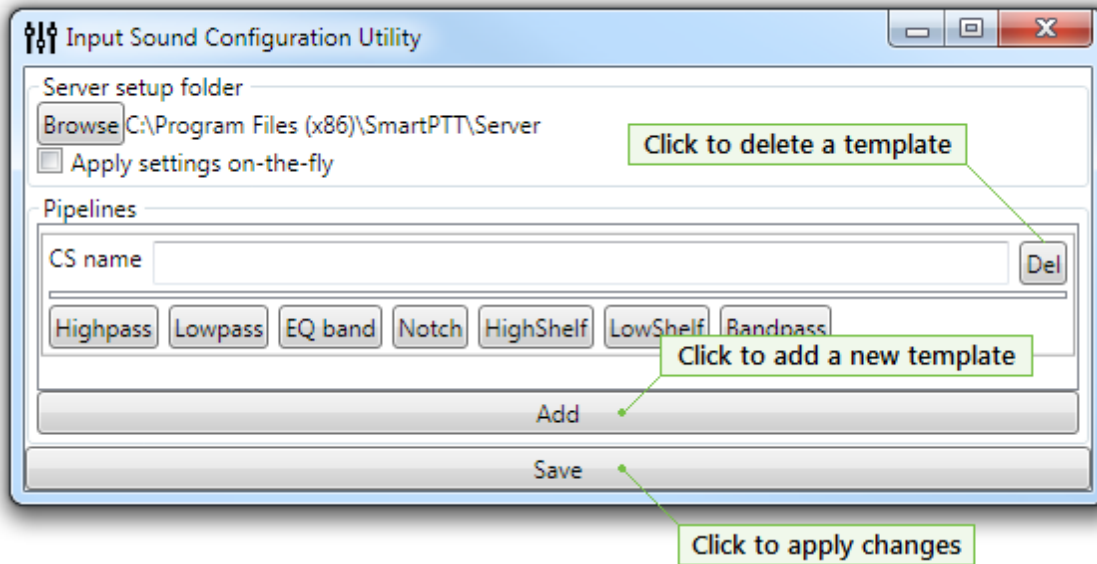 Input Sound Configuration Utility
Server setup folder
Browse C:\Program Files (x86)\SmartPTT\Server
Click to delete a template
Apply settings on-the-fly
Pipelines
CS name
Del
Highpass Lowpass EQ band Notch HighShelf LowShelf Bandpass
Click to add a new template
Add
Save
Click to apply changes